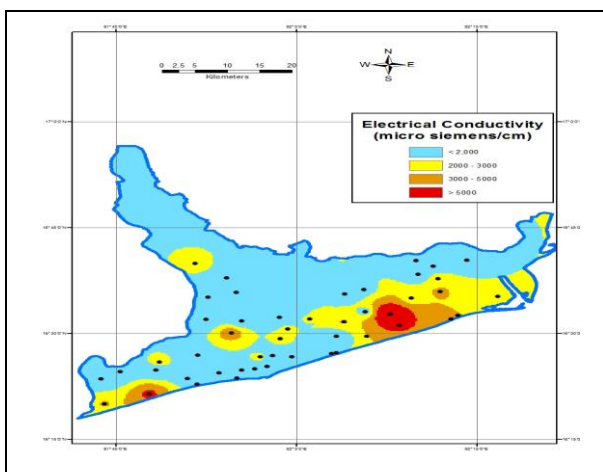 0 2.5 5 10 15 20
Kilometers
N
W E
S
Electrical Conductivity
(micro siemens/cm)
< 2,000
2000 - 3000
3000 - 5000
> 5000